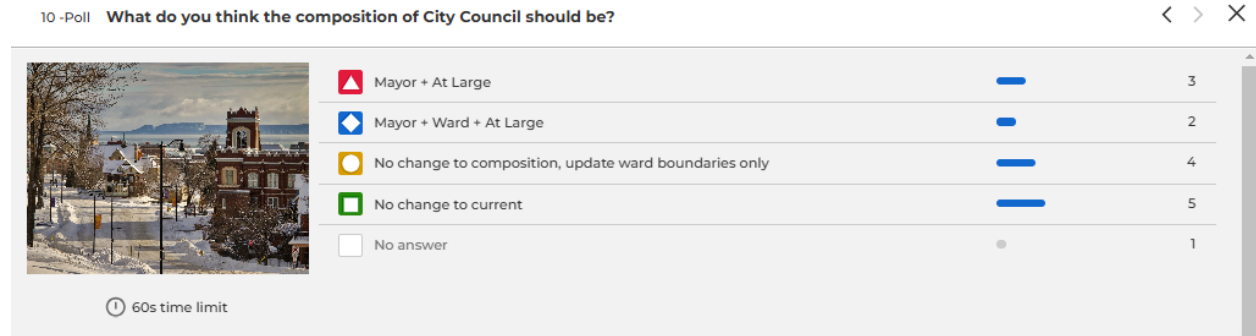 10 -Poll What do you think the composition of City Council should be?
Mayor + At Large 3
Mayor + Ward + At Large 2
No change to composition, update ward boundaries only 4
No change to current 5
No answer 1
60s time limit